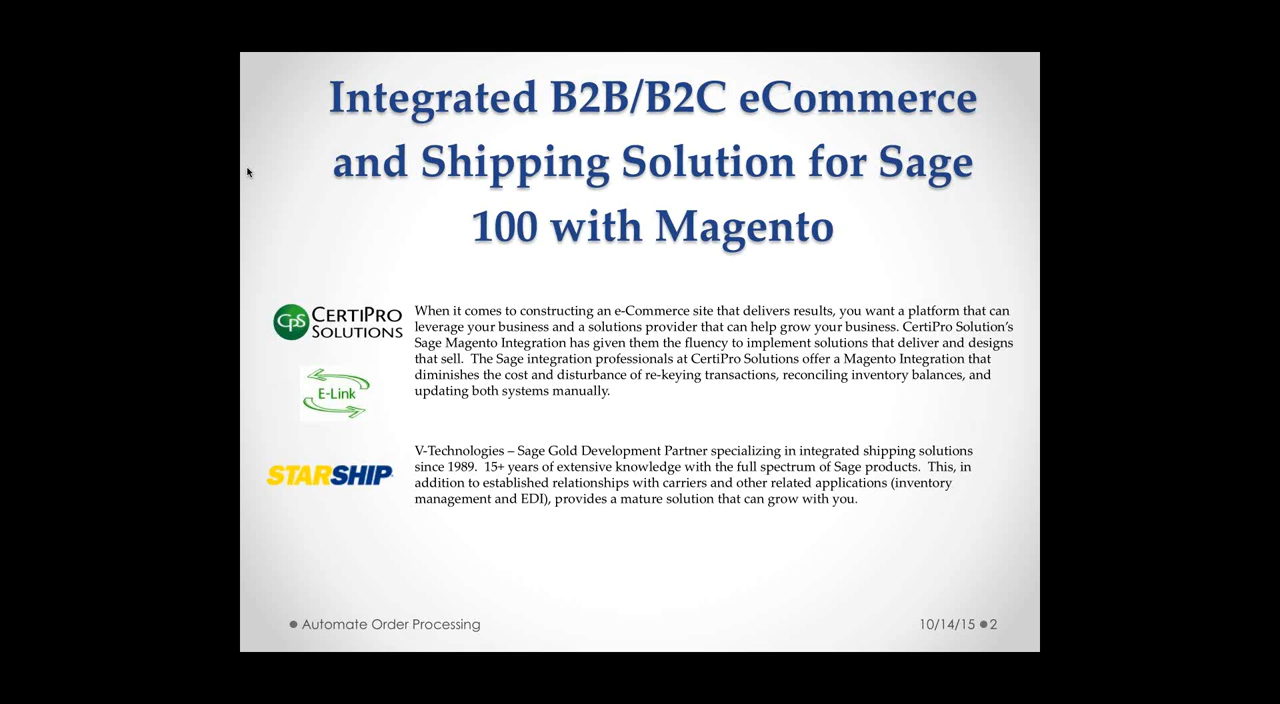 Integrated B2B/B2C eCommerce
and Shipping Solution for Sage
100 with Magento
CPS CERTIPRO
SOLUTIONS
When it comes to constructing an e-Commerce site that delivers results, you want a platform that can
leverage your business and a solutions provider that can help grow your business. CertiPro Solution's
Sage Magento Integration has given them the fluency to implement solutions that deliver and designs
that sell.  The Sage integration professionals at CertiPro Solutions offer a Magento Integration that
diminishes the cost and disturbance of re-keying transactions, reconciling inventory balances, and
updating both systems manually.
E-Link
STARSHIP
V-Technologies – Sage Gold Development Partner specializing in integrated shipping solutions
since 1989.  15+ years of extensive knowledge with the full spectrum of Sage products.  This, in
addition to established relationships with carriers and other related applications (inventory
management and EDI), provides a mature solution that can grow with you.
● Automate Order Processing
10/14/15 ●2